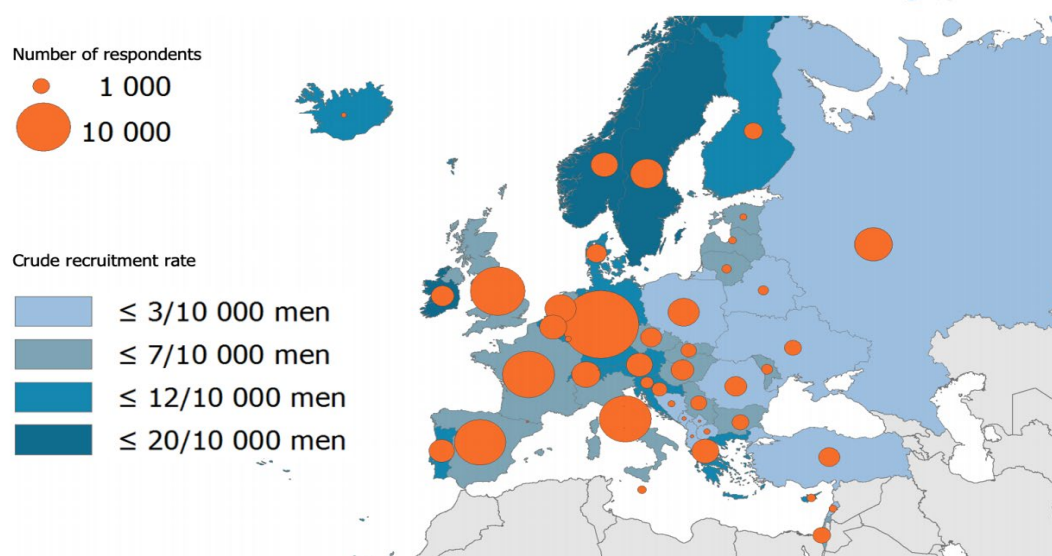 Number of respondents
1 000
10 000
Crude recruitment rate
≤ 3/10 000 men
≤ 7/10 000 men
≤ 12/10 000 men
≤ 20/10 000 men